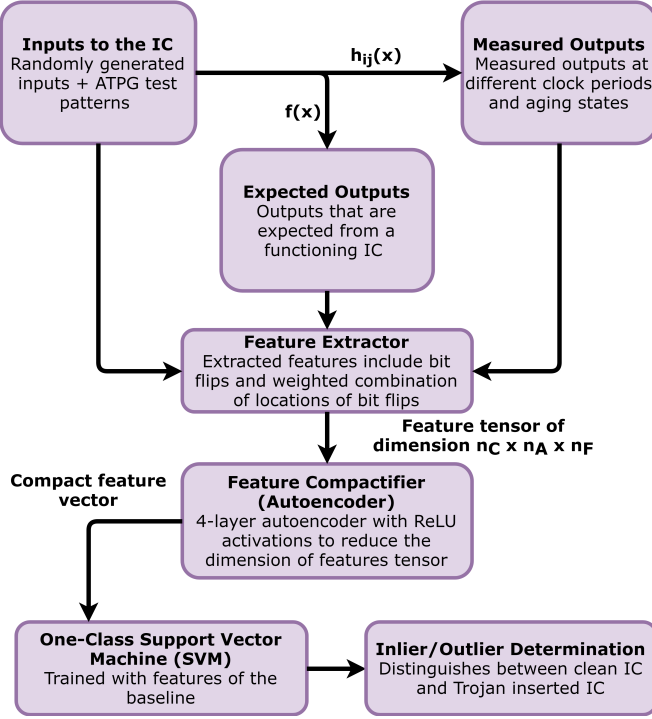 Inputs to the IC
Randomly generated
inputs + ATPG test
patterns
h_ij(x)
Measured Outputs
Measured outputs at
different clock periods
and aging states
f(x)
Expected Outputs
Outputs that are
expected from a
functioning IC
Feature Extractor
Extracted features include bit
flips and weighted combination
of locations of bit flips
Feature tensor of
dimension n_C x n_A x n_F
Compact feature
vector
Feature Compactifier
(Autoencoder)
4-layer autoencoder with ReLU
activations to reduce the
dimension of features tensor
One-Class Support Vector
Machine (SVM)
Trained with features of the
baseline
Inlier/Outlier Determination
Distinguishes between clean IC
and Trojan inserted IC